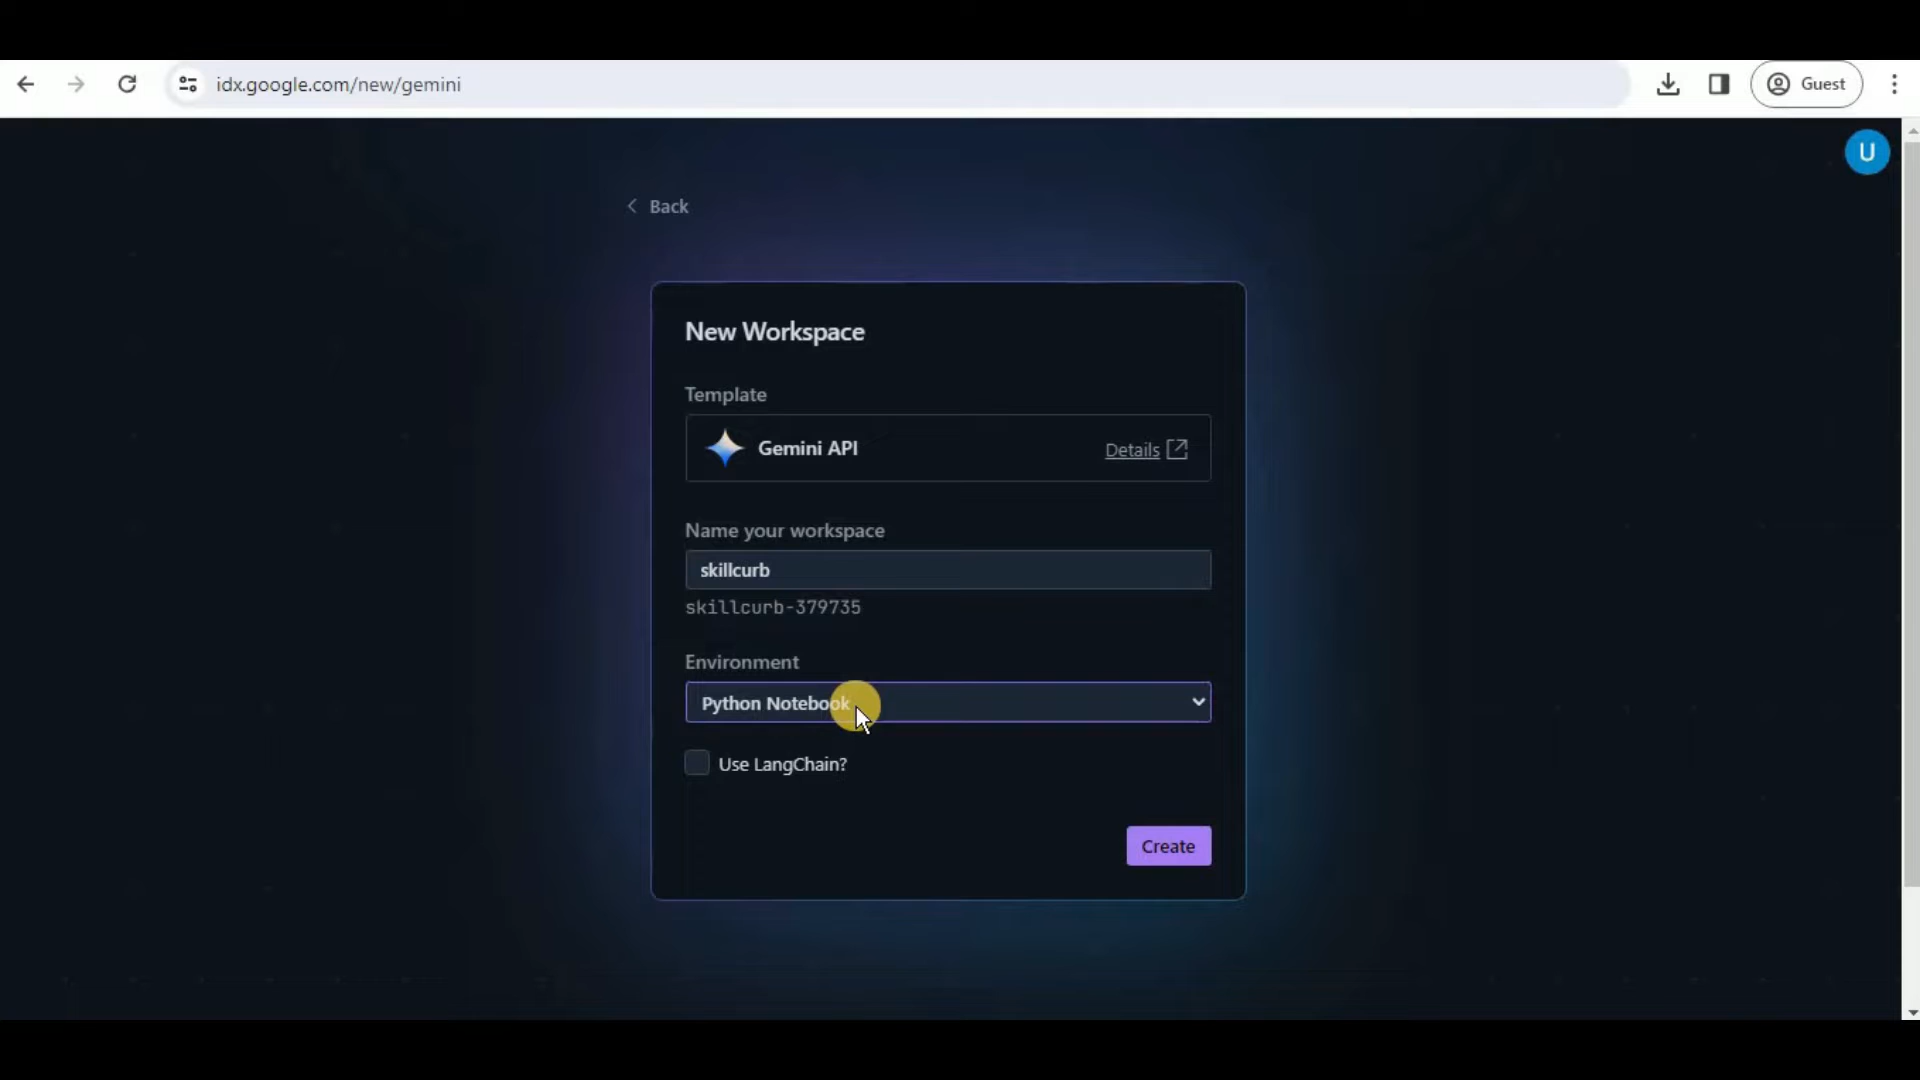 idx.google.com/new/gemini
Guest
U
Back
New Workspace
Template
Gemini API
Details
Name your workspace
skillcurb
skillcurb-379735
Environment
Python Notebook
Use LangChain?
Create